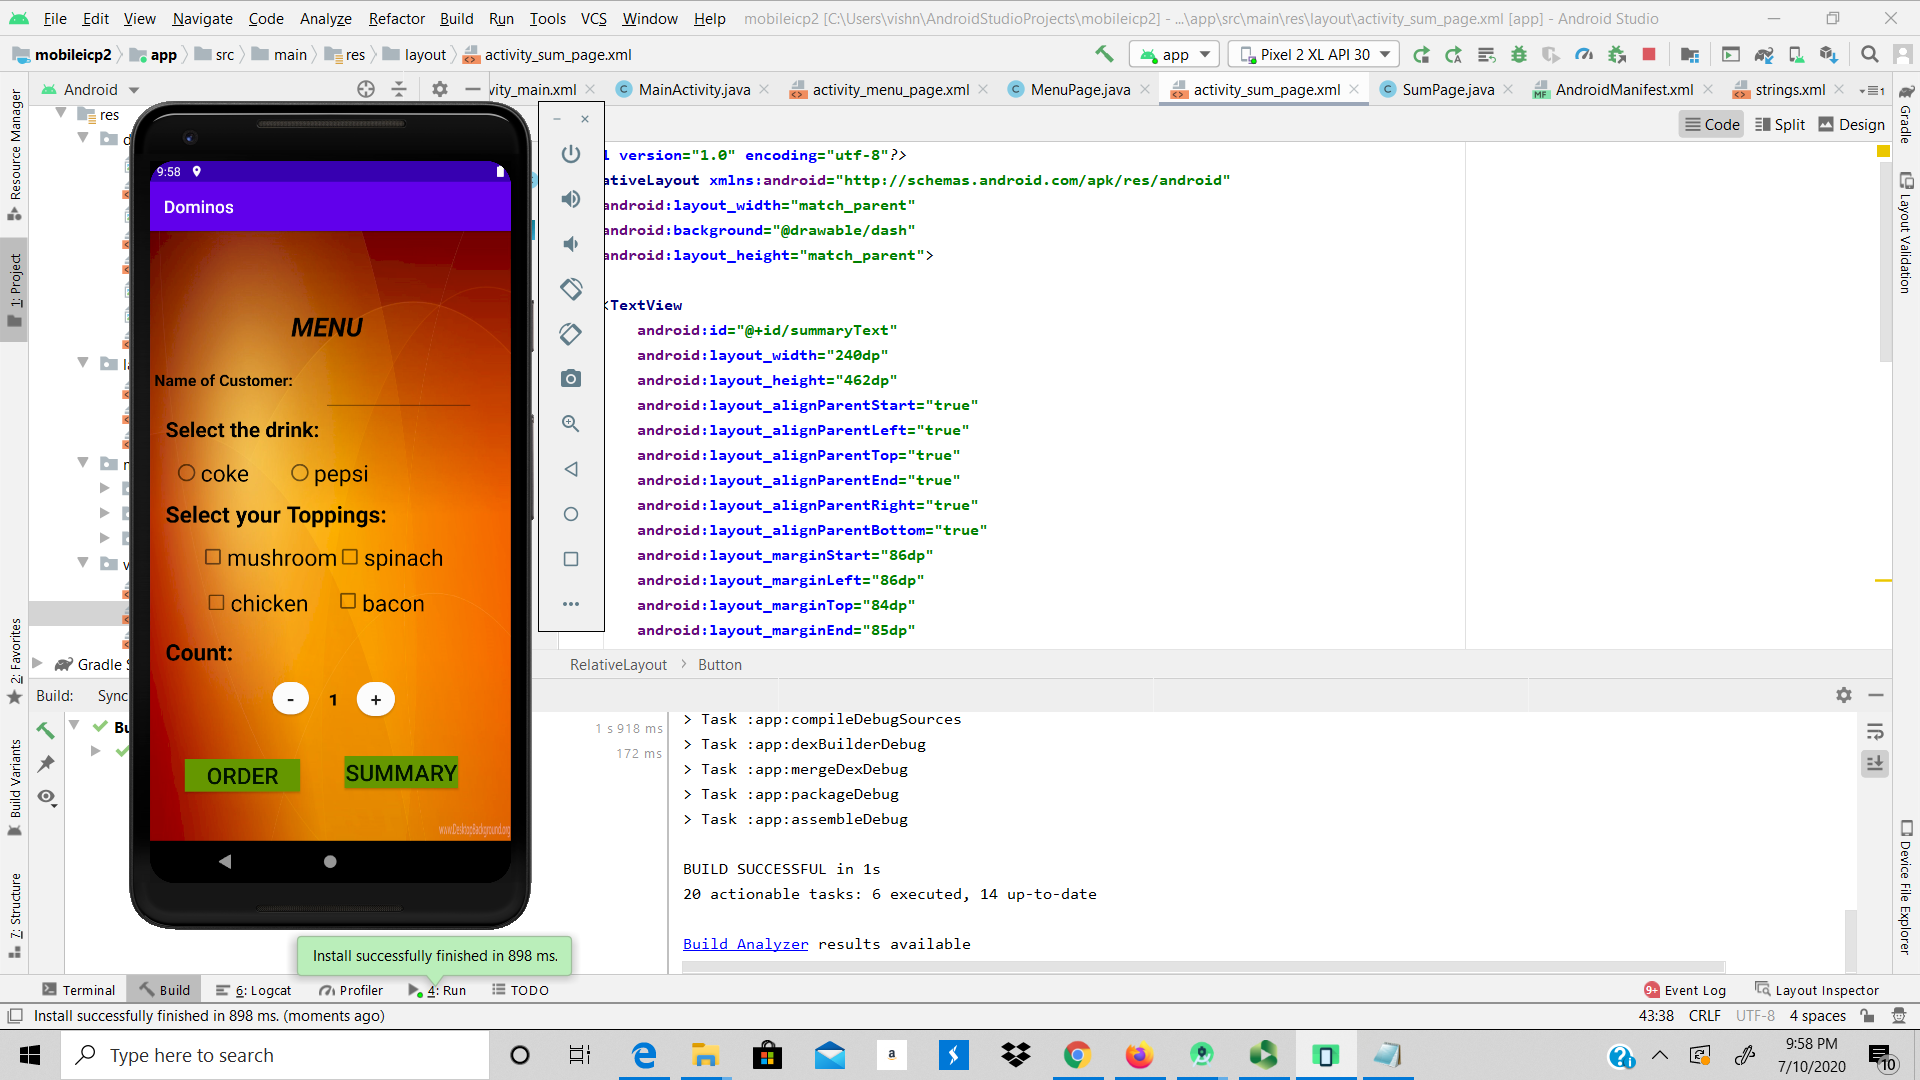 File Edit View Navigate Code Analyze Refactor Build Run Tools VCS Window Help mobileicp2 [C:\Users\vishn\AndroidStudioProjects\mobileicp2] - ...\app\src\main\res\layout\activity_sum_page.xml [app] - Android Studio
mobileicp2 app src main res layout activity_sum_page.xml app Pixel 2 XL API 30
Android vity_main.xml MainActivity.java activity_menu_page.xml MenuPage.java activity_sum_page.xml SumPage.java AndroidManifest.xml strings.xml
Code Split Design
res
Resource Manager
1: Project
2: Favorites
Build Variants
7: Structure
Gradle
Layout Validation
Device File Explorer
9:58
Dominos
MENU
Name of Customer:
Select the drink:
coke pepsi
Select your Toppings:
mushroom spinach
chicken bacon
Count:
- 1 +
ORDER SUMMARY
www.DesktopBackground.org
version="1.0" encoding="utf-8"?>
ativeLayout xmlns:android="http://schemas.android.com/apk/res/android"
android:layout_width="match_parent"
android:background="@drawable/dash"
android:layout_height="match_parent">
<TextView
android:id="@+id/summaryText"
android:layout_width="240dp"
android:layout_height="462dp"
android:layout_alignParentStart="true"
android:layout_alignParentLeft="true"
android:layout_alignParentTop="true"
android:layout_alignParentEnd="true"
android:layout_alignParentRight="true"
android:layout_alignParentBottom="true"
android:layout_marginStart="86dp"
android:layout_marginLeft="86dp"
android:layout_marginTop="84dp"
android:layout_marginEnd="85dp"
RelativeLayout > Button
Gradle S
Build: Sync
Bu
1 s 918 ms
172 ms
> Task :app:compileDebugSources
> Task :app:dexBuilderDebug
> Task :app:mergeDexDebug
> Task :app:packageDebug
> Task :app:assembleDebug
BUILD SUCCESSFUL in 1s
20 actionable tasks: 6 executed, 14 up-to-date
Build Analyzer results available
Install successfully finished in 898 ms.
Terminal Build 6: Logcat Profiler 4: Run TODO 9+ Event Log Layout Inspector
Install successfully finished in 898 ms. (moments ago) 43:38 CRLF UTF-8 4 spaces
Type here to search
9:58 PM
7/10/2020
10